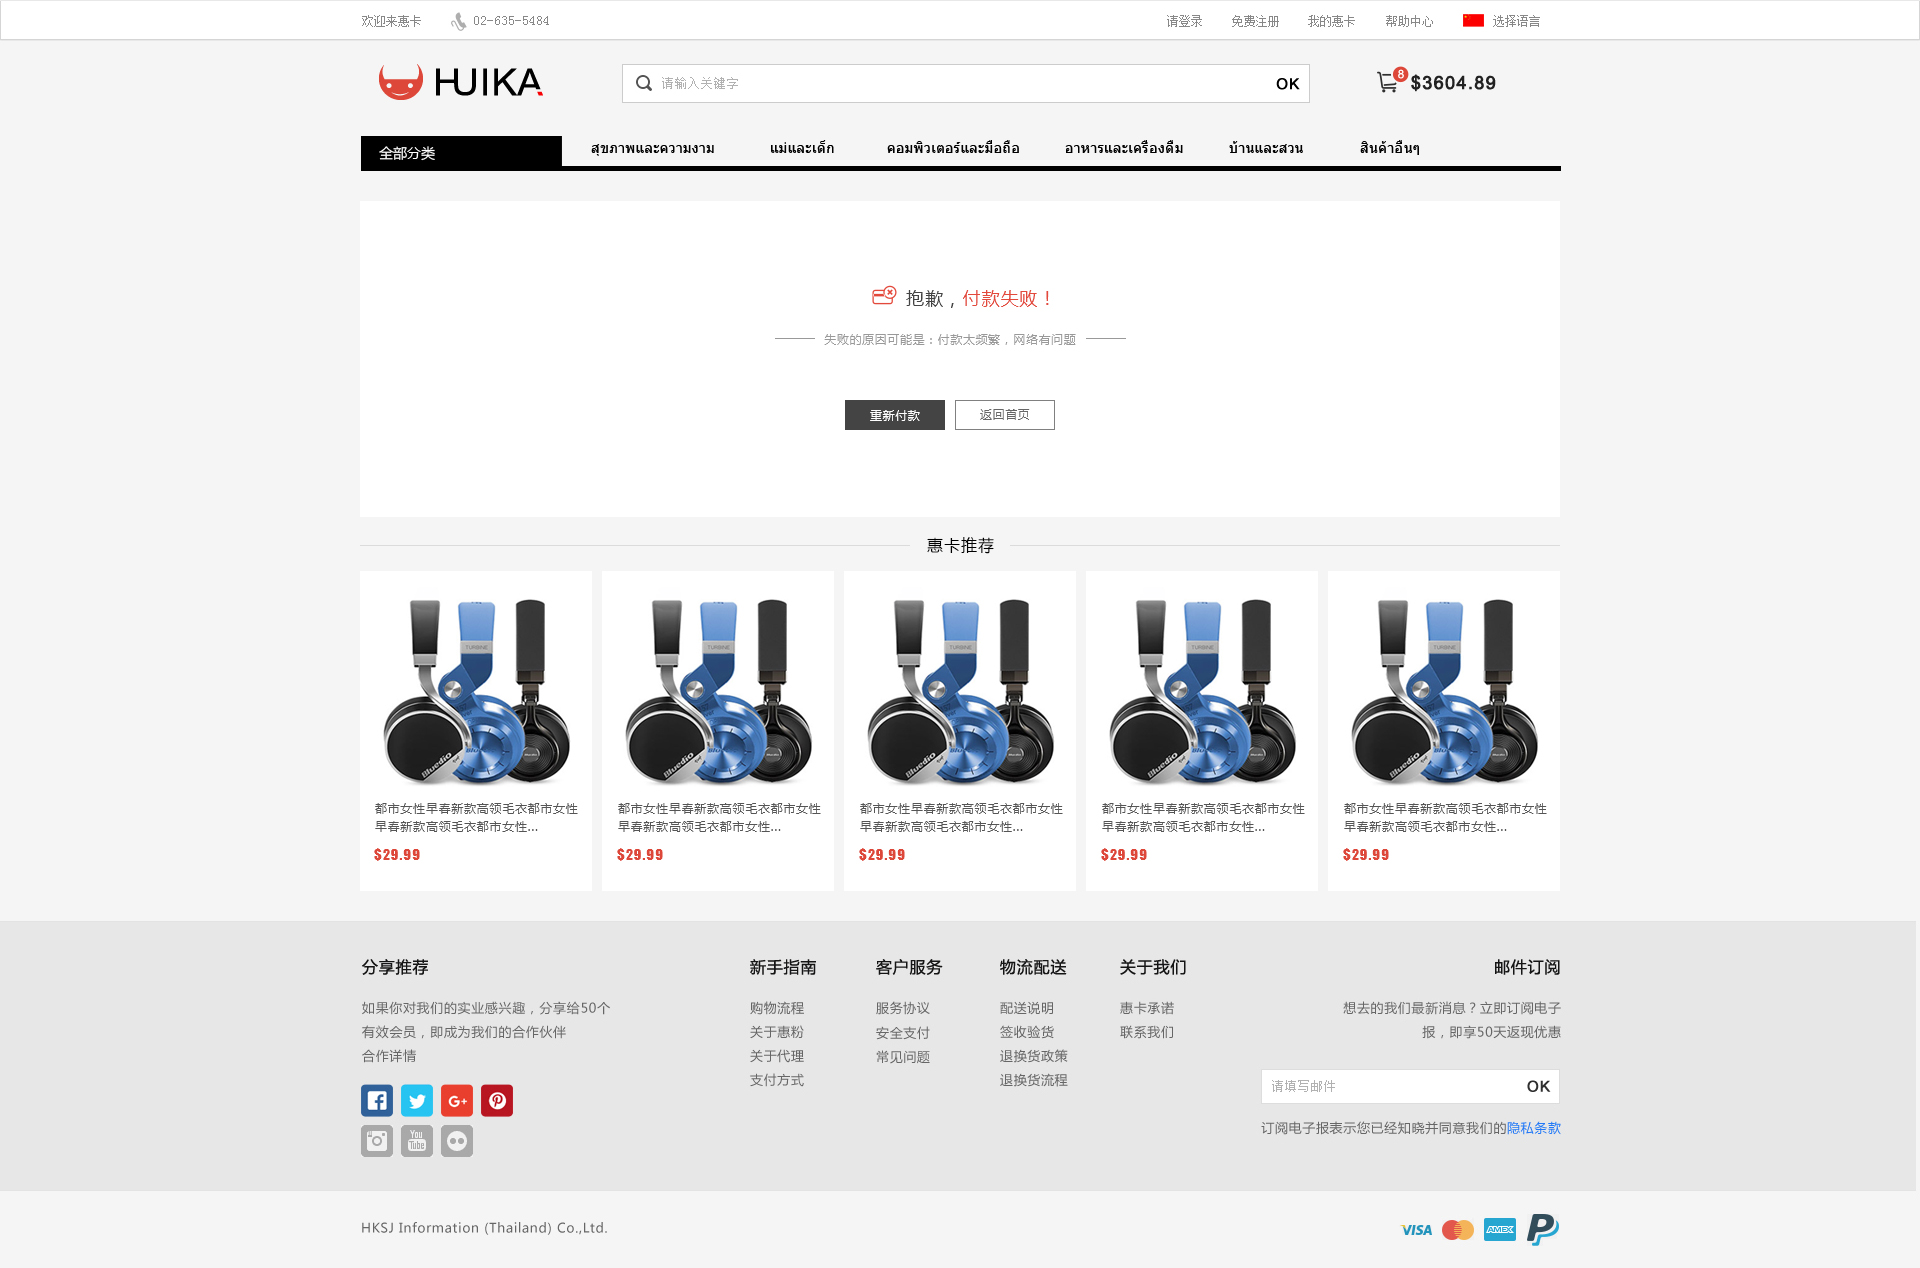 欢迎来惠卡
02-635-5484
请登录
免费注册
我的惠卡
帮助中心
选择语言
HUIKA
请输入关键字
OK
8
$3604.89
全部分类
สุขภาพและความงาม
แม่และเด็ก
คอมพิวเตอร์และมือถือ
อาหารและเครื่องดื่ม
บ้านและสวน
สินค้าอื่นๆ
抱歉，付款失败！
失败的原因可能是：付款太频繁，网络有问题
重新付款
返回首页
惠卡推荐
TURBINE
Bluedio
TURBINE
Bluedio
TURBINE
Bluedio
TURBINE
Bluedio
TURBINE
Bluedio
都市女性早春新款高领毛衣都市女性
早春新款高领毛衣都市女性...
$29.99
都市女性早春新款高领毛衣都市女性
早春新款高领毛衣都市女性...
$29.99
都市女性早春新款高领毛衣都市女性
早春新款高领毛衣都市女性...
$29.99
都市女性早春新款高领毛衣都市女性
早春新款高领毛衣都市女性...
$29.99
都市女性早春新款高领毛衣都市女性
早春新款高领毛衣都市女性...
$29.99
分享推荐
如果你对我们的实业感兴趣，分享给50个
有效会员，即成为我们的合作伙伴
合作详情
You
Tube
新手指南
购物流程
关于惠粉
关于代理
支付方式
客户服务
服务协议
安全支付
常见问题
物流配送
配送说明
签收验货
退换货政策
退换货流程
关于我们
惠卡承诺
联系我们
邮件订阅
想去的我们最新消息？立即订阅电子
报，即享50天返现优惠
请填写邮件
OK
订阅电子报表示您已经知晓并同意我们的隐私条款
HKSJ Information (Thailand) Co.,Ltd.
VISA
AMEX